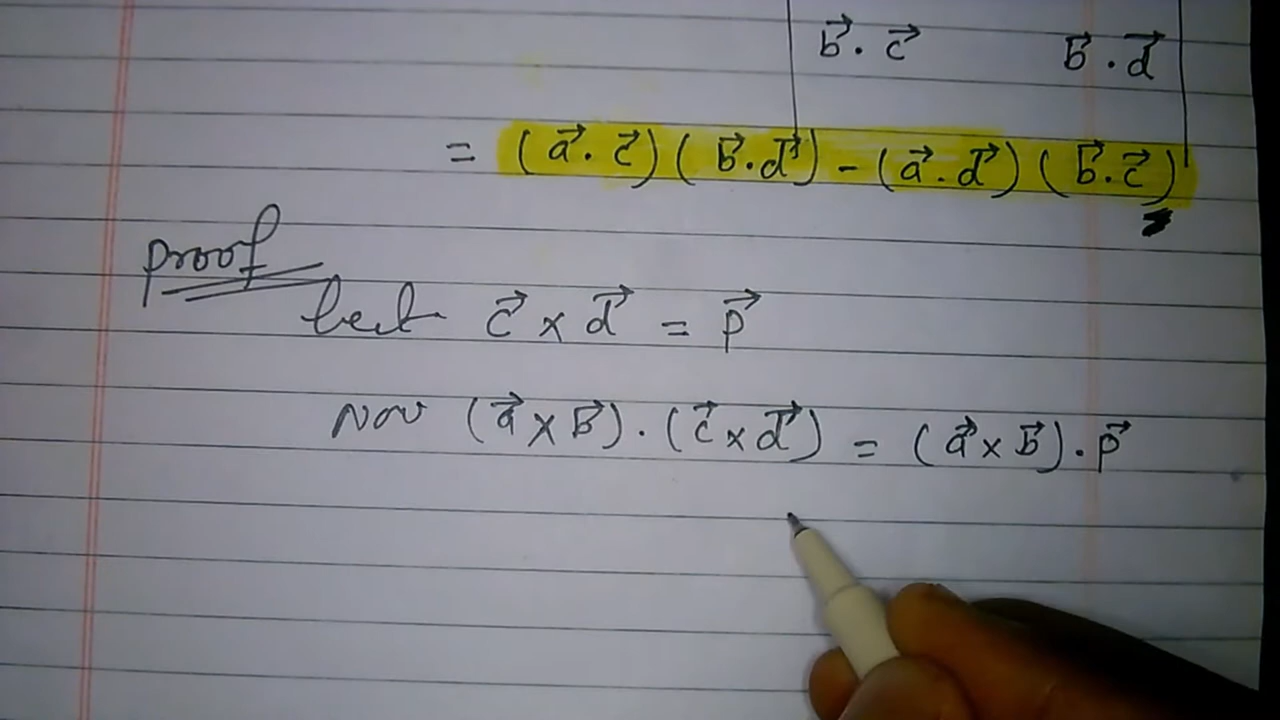 b⃗ . c⃗ b⃗ . d⃗
= (a⃗ . c⃗) (b⃗ . d⃗) - (a⃗ . d⃗) (b⃗ . c⃗)
proof
let c⃗ × d⃗ = p⃗
Now (a⃗ × b⃗) . (c⃗ × d⃗) = (a⃗ × b⃗) . p⃗